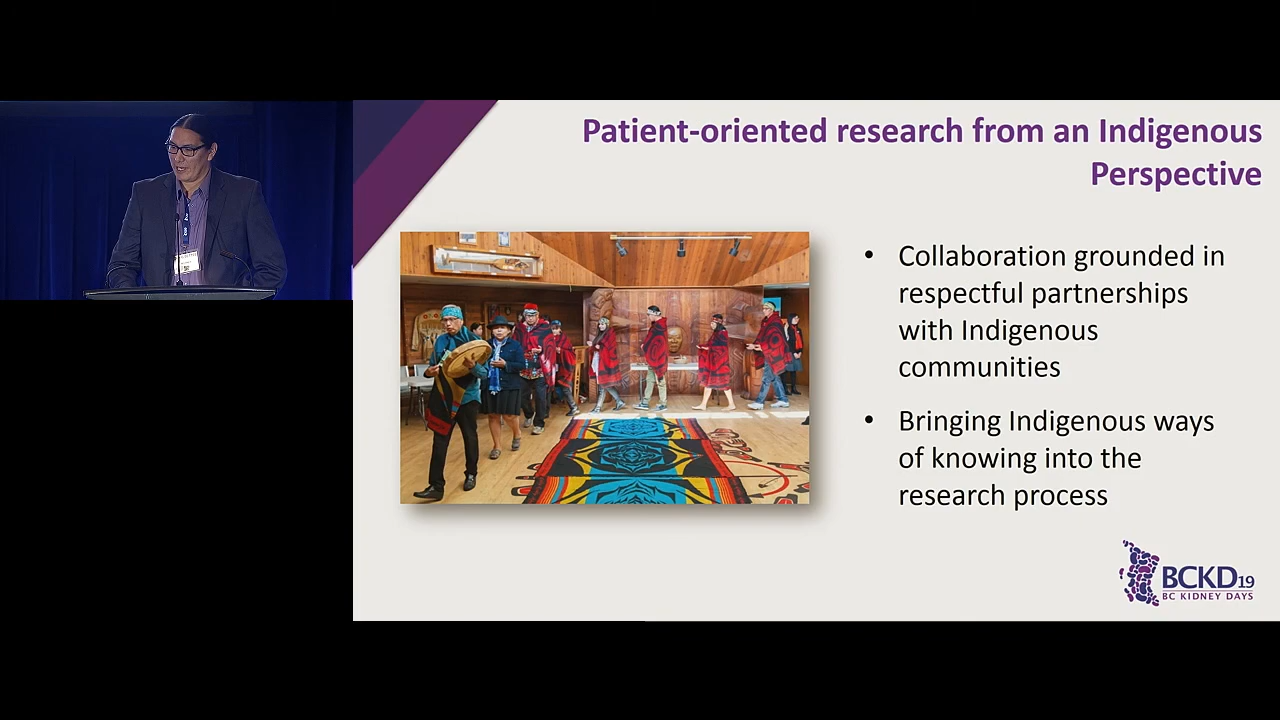 Patient-oriented research from an Indigenous
Perspective
• Collaboration grounded in
respectful partnerships
with Indigenous
communities
• Bringing Indigenous ways
of knowing into the
research process
BCKD19
BC KIDNEY DAYS